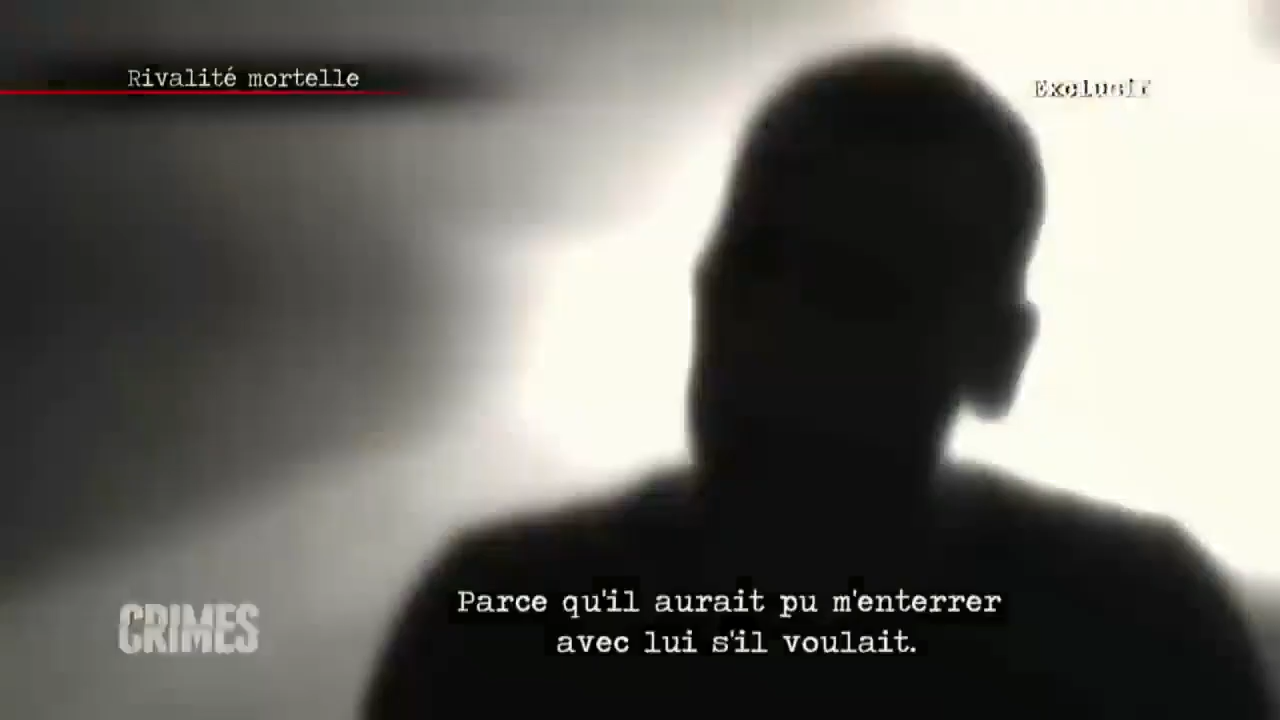 Rivalité mortelle
Exclusif
Parce qu'il aurait pu m'enterrer
avec lui s'il voulait.
CRIMES